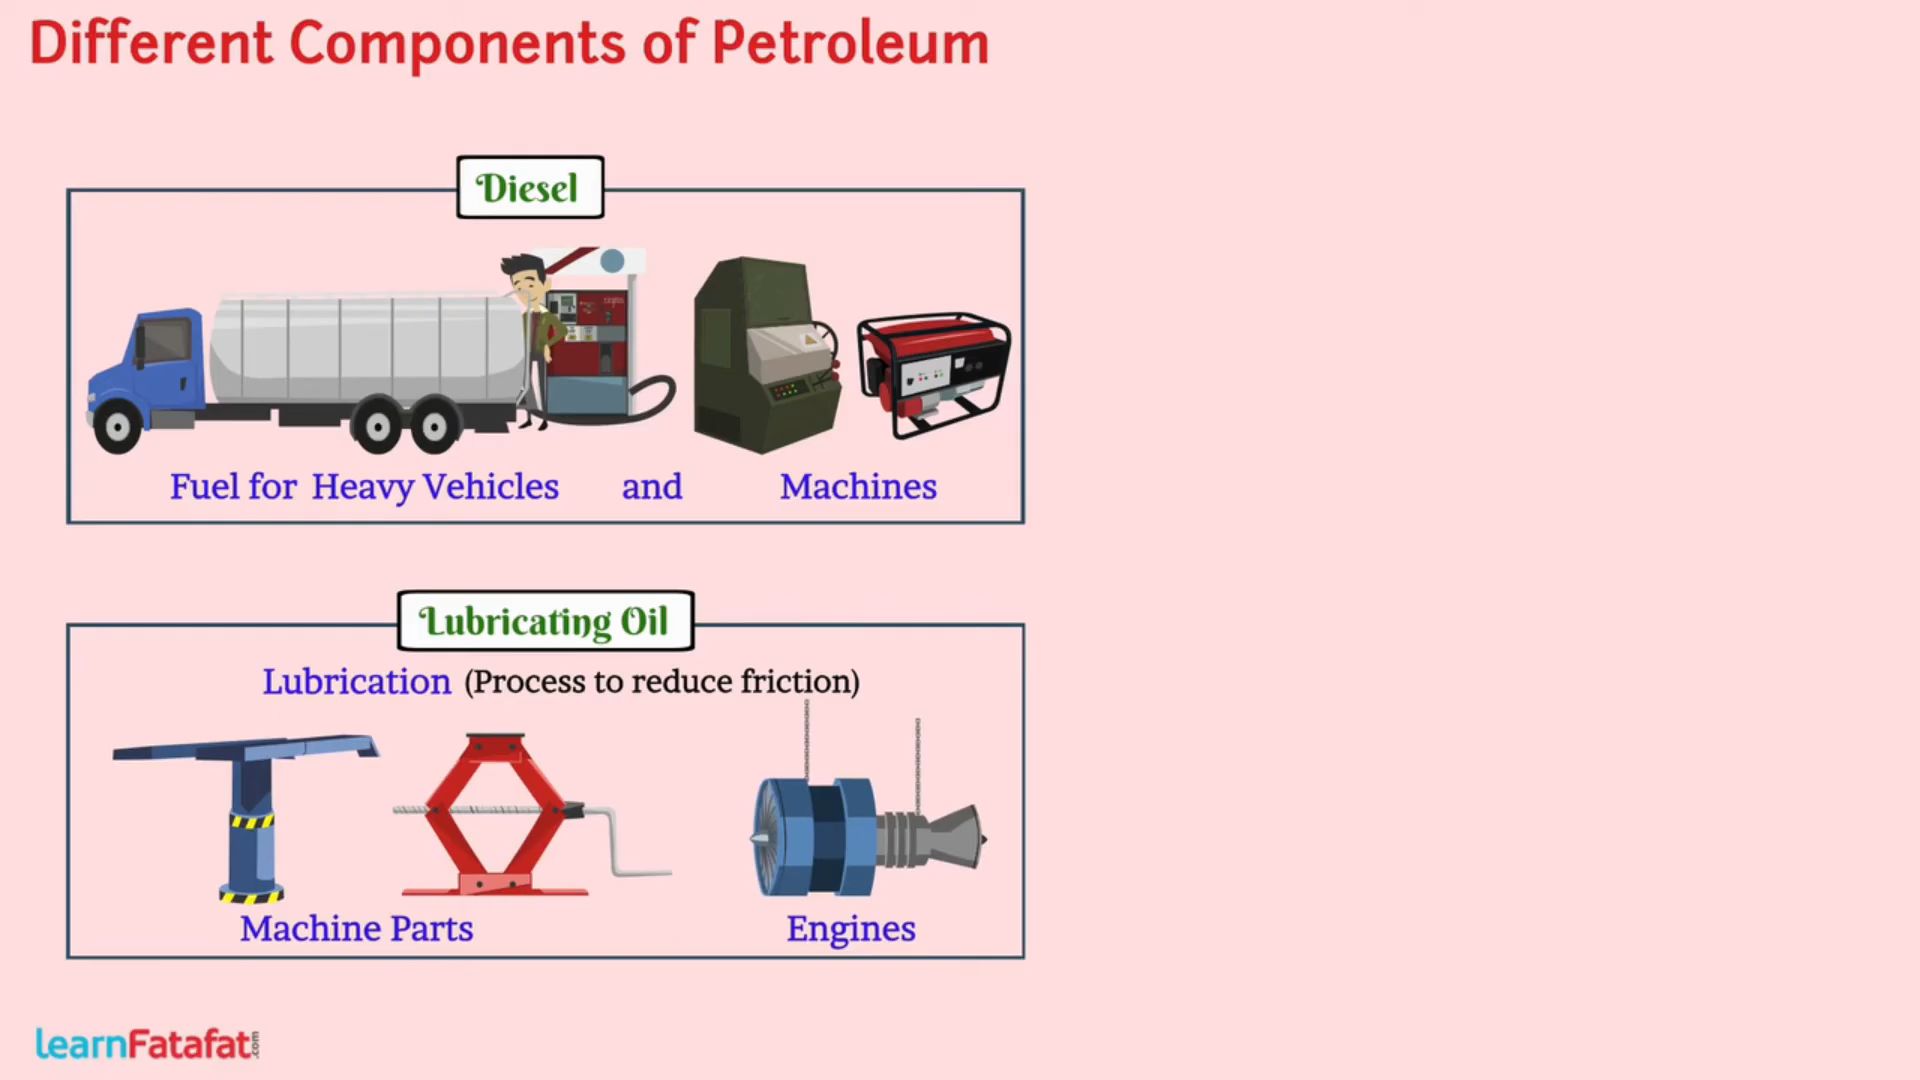 Different Components of Petroleum
Diesel
Fuel for Heavy Vehicles and Machines
Lubricating Oil
Lubrication (Process to reduce friction)
Machine Parts Engines
learnFatafat.com